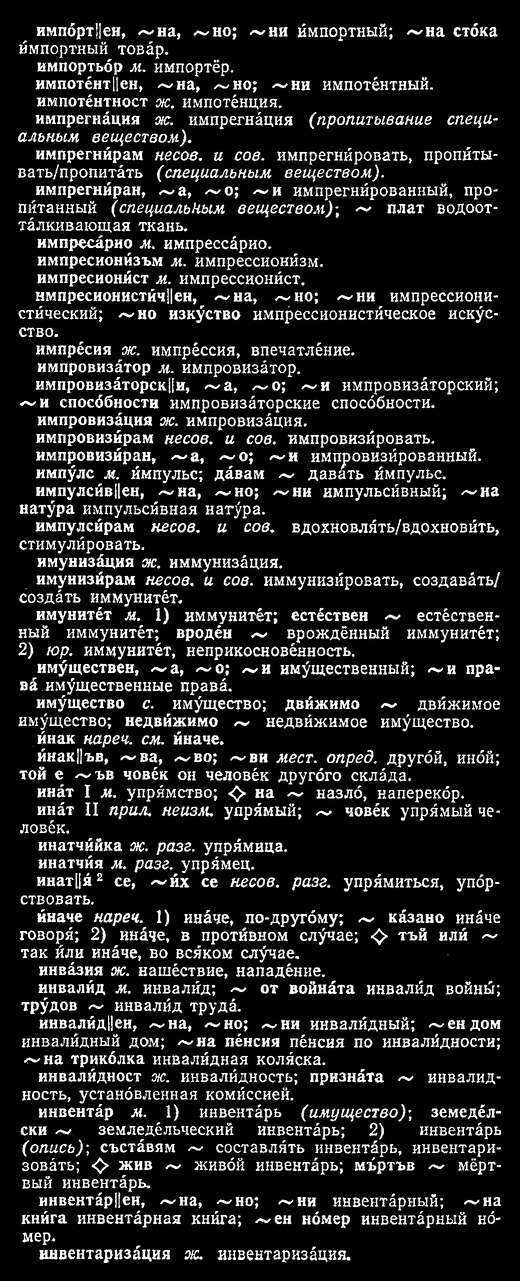 импо́рт||ен, ~на, ~но; ~ни и́мпортный; ~на сто́ка
и́мпортный това́р.
импортьо́р м. импортёр.
импоте́нт||ен, ~на, ~но; ~ни импоте́нтный.
импоте́нтност ж. импоте́нция.
импрегна́ция ж. импрегна́ция (пропитывание специ-
альным веществом).
импрегни́рам несов. и сов. импрегни́ровать, пропи́ты-
вать/пропита́ть (специальным веществом).
импрегни́ран, ~а, ~о; ~и импрегни́рованный, про-
пи́танный (специальным веществом); ~ плат водоот-
та́лкивающая ткань.
импреса́рио м. импресса́рио.
импресиони́зъм м. импрессиони́зм.
импресиони́ст м. импрессиони́ст.
импресионисти́ч||ен, ~на, ~но; ~ни импрессиони-
сти́ческий; ~но изку́ство импрессионисти́ческое иску́с-
ство.
импре́сия ж. импре́ссия, впечатле́ние.
импровиза́тор м. импровиза́тор.
импровиза́торск||и, ~а, ~о; ~и импровиза́торский;
~и спосо́бности импровиза́торские спосо́бности.
импровиза́ция ж. импровиза́ция.
импровизи́рам несов. и сов. импровизи́ровать.
импровизи́ран, ~а, ~о; ~и импровизи́рованный.
импу́лс м. и́мпульс; да́вам ~ дава́ть и́мпульс.
импулси́в||ен, ~на, ~но; ~ни импульси́вный; ~на
нату́ра импульси́вная нату́ра.
импулси́рам несов. и сов. вдохновля́ть/вдохнови́ть,
стимули́ровать.
имуниза́ция ж. иммуниза́ция.
имунизи́рам несов. и сов. иммунизи́ровать, создава́ть/
созда́ть иммуните́т.
имуните́т м. 1) иммуните́т; есте́ствен ~ есте́ствен-
ный иммуните́т; вроде́н ~ врождённый иммуните́т;
2) юр. иммуните́т, неприкоснове́нность.
иму́ществен, ~а, ~о; ~и иму́щественный; ~и пра-
ва́ иму́щественные права́.
иму́щество с. иму́щество; дви́жимо ~ дви́жимое
иму́щество; недви́жимо ~ недви́жимое иму́щество.
и́нак нареч. см. и́наче.
и́нак||ъв, ~ва, ~во; ~ви мест. опред. друго́й, ино́й;
той е ~ъв чове́к он челове́к друго́го скла́да.
ина́т I м. упря́мство; ◇ на ~ назло́, наперекор.
ина́т II прил. неизм. упря́мый; ~ чове́к упря́мый че-
лове́к.
инатчи́йка ж. разг. упря́мица.
инатчи́я м. разг. упря́мец.
инат||я́² се, ~и́х се несов. разг. упря́миться, упо́р-
ствовать.
и́наче нареч. 1) ина́че, по-друго́му; ~ ка́зано ина́че
говоря́; 2) ина́че, в проти́вном слу́чае; ◇ тъй или́ ~
так и́ли ина́че, во вся́ком слу́чае.
инва́зия ж. наше́ствие, нападе́ние.
инвали́д м. инвали́д; ~ от война́та инвали́д войны́;
тру́дов ~ инвали́д труда́.
инвали́д||ен, ~на, ~но; ~ни инвали́дный; ~ен дом
инвали́дный дом; ~на пе́нсия пе́нсия по инвали́дности;
~на трико́лка инвали́дная коля́ска.
инвали́дност ж. инвали́дность; призна́та ~ инвали́д-
ность, устано́вленная коми́ссией.
инвента́р м. 1) инвента́рь (имущество); земеде́л-
ски ~ земледе́льческий инвента́рь; 2) инвента́рь
(опись); съста́вям ~ составля́ть инвента́рь, инвентари-
зова́ть; ◇ жив ~ живо́й инвента́рь; мъ́ртъв ~ мёрт-
вый инвента́рь.
инвента́р||ен, ~на, ~но; ~ни инвента́рный; ~на
кни́га инвента́рная кни́га; ~ен но́мер инвента́рный но́-
мер.
инвентариза́ция ж. инвентариза́ция.